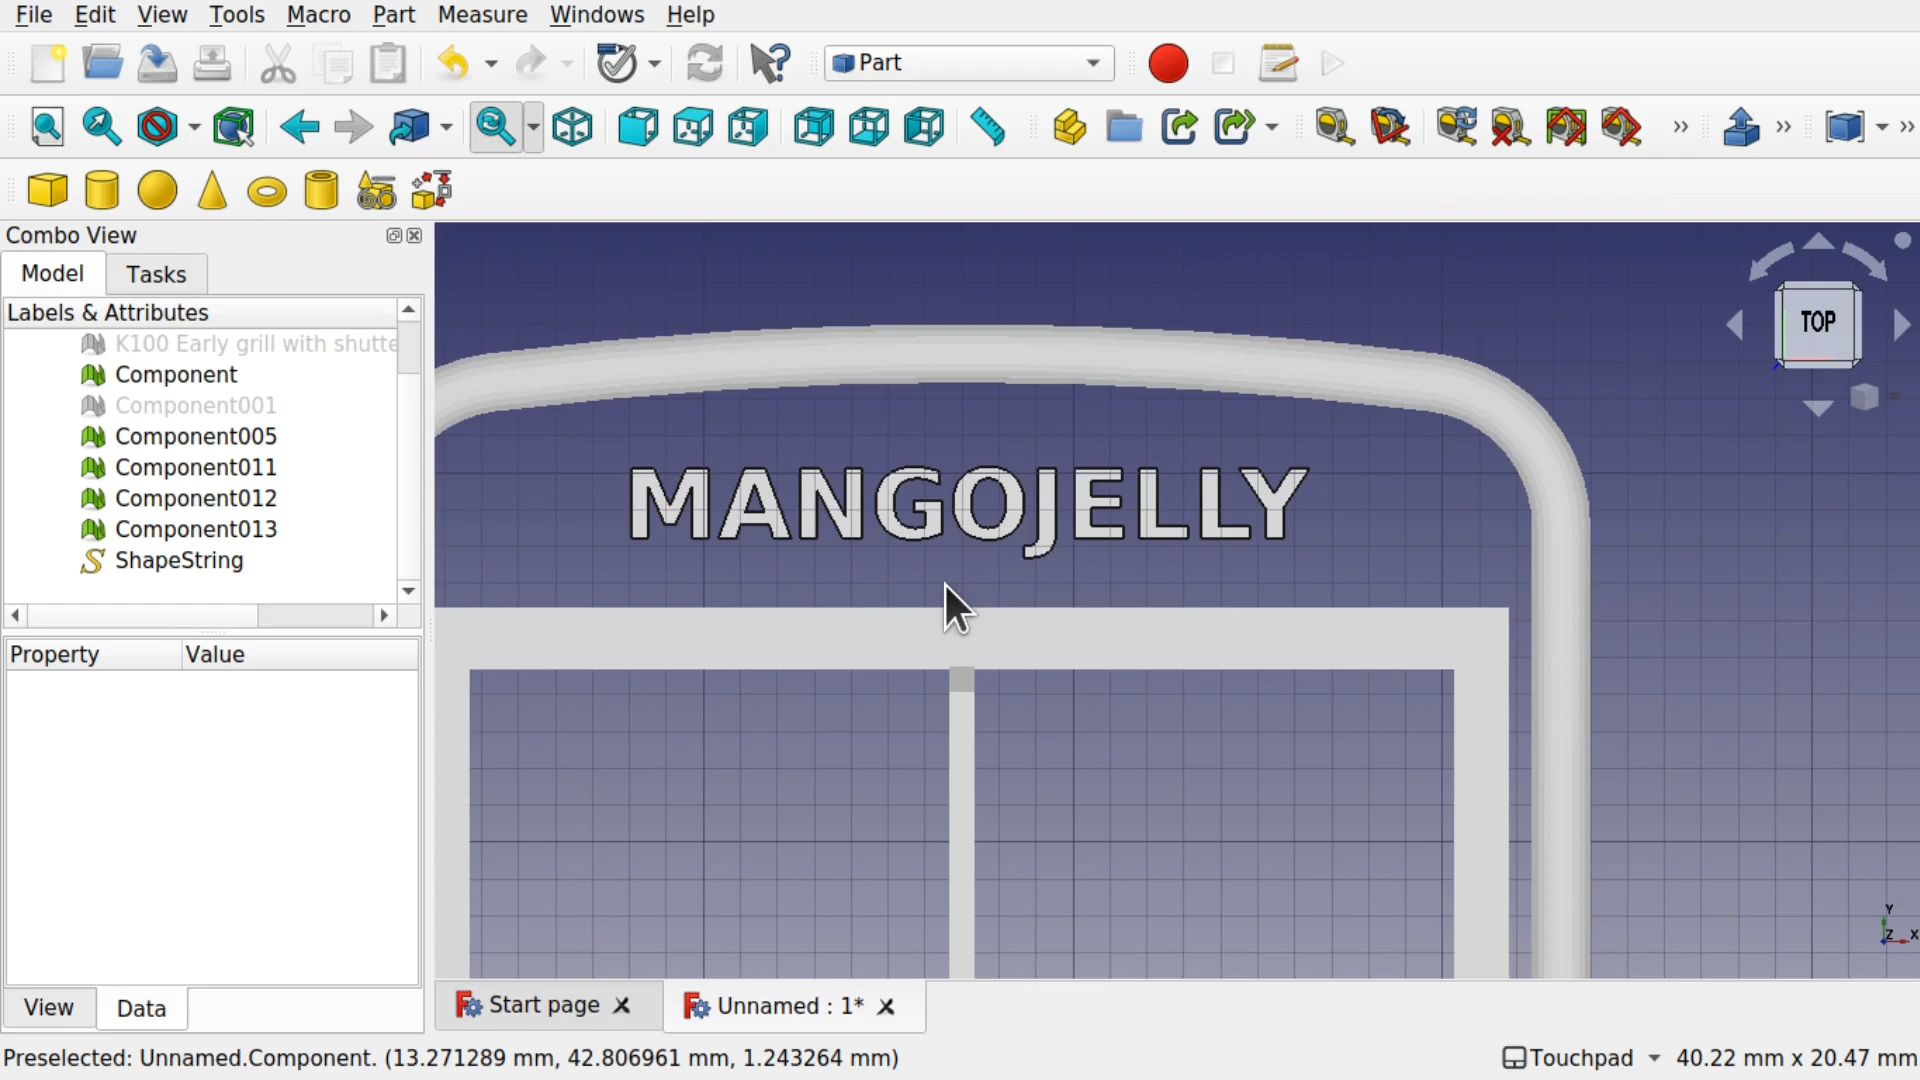 File Edit View Tools Macro Part Measure Windows Help
Part
Combo View
Model Tasks
Labels & Attributes
K100 Early grill with shutte
Component
Component001
Component005
Component011
Component012
Component013
ShapeString
Property Value
View Data
TOP
MANGOJELLY
Y
Z X
Start page Unnamed : 1*
Preselected: Unnamed.Component. (13.271289 mm, 42.806961 mm, 1.243264 mm) Touchpad 40.22 mm x 20.47 mm